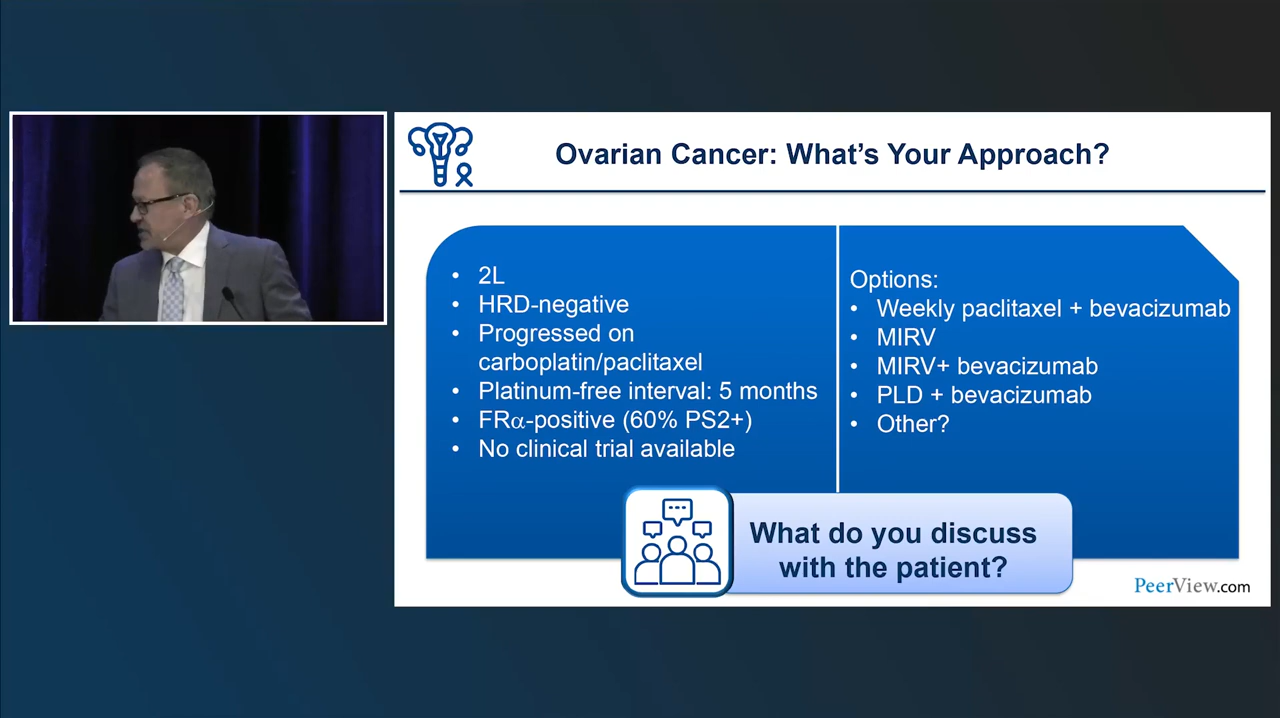 Ovarian Cancer: What's Your Approach?
• 2L
• HRD-negative
• Progressed on
carboplatin/paclitaxel
• Platinum-free interval: 5 months
• FRα-positive (60% PS2+)
• No clinical trial available
Options:
• Weekly paclitaxel + bevacizumab
• MIRV
• MIRV+ bevacizumab
• PLD + bevacizumab
• Other?
What do you discuss
with the patient?
PeerView.com